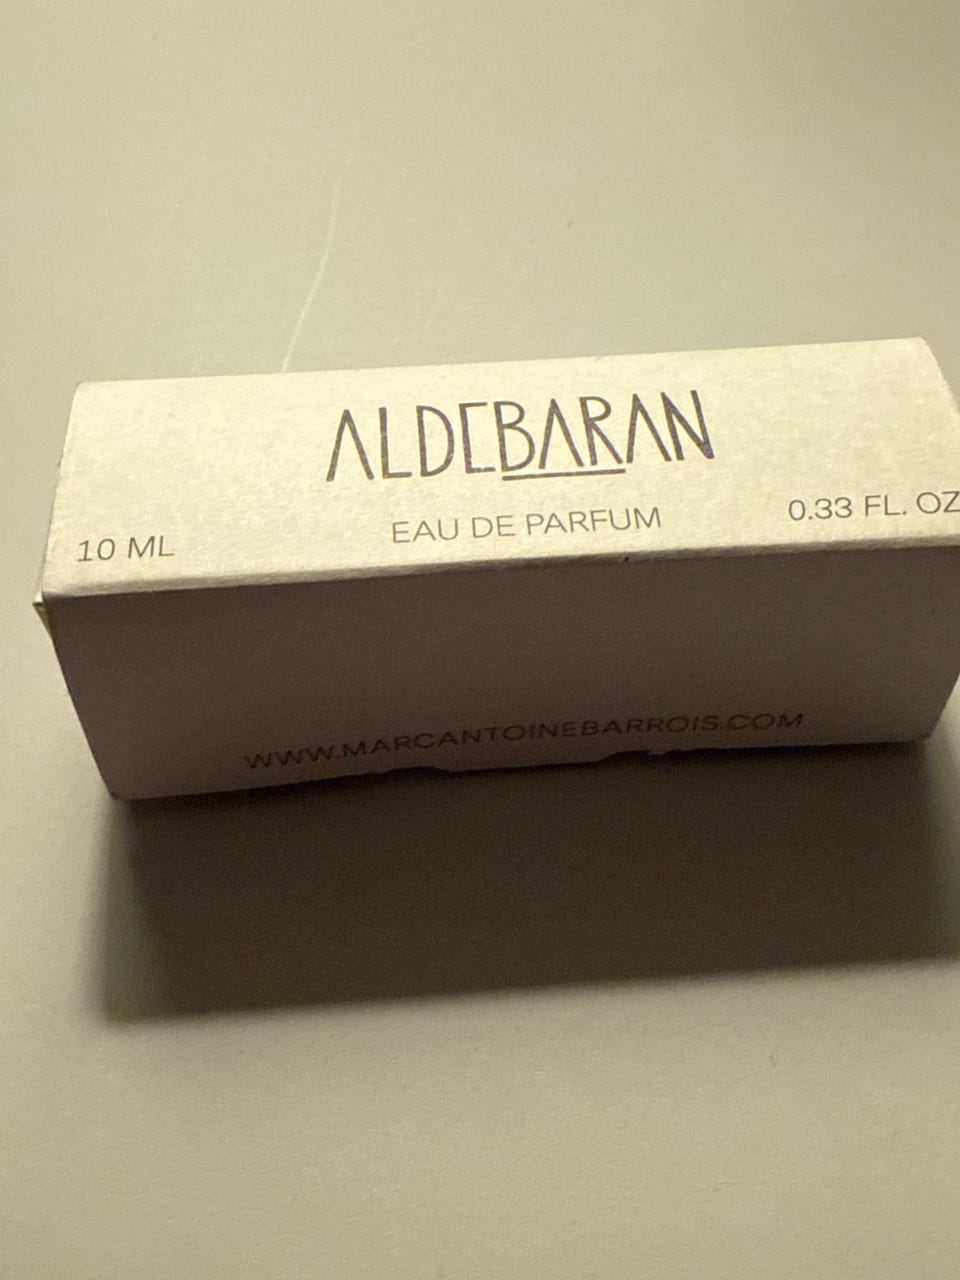 ALDEBARAN
EAU DE PARFUM
10 ML
0.33 FL. OZ
WWW.MARCANTOINEBARROIS.COM